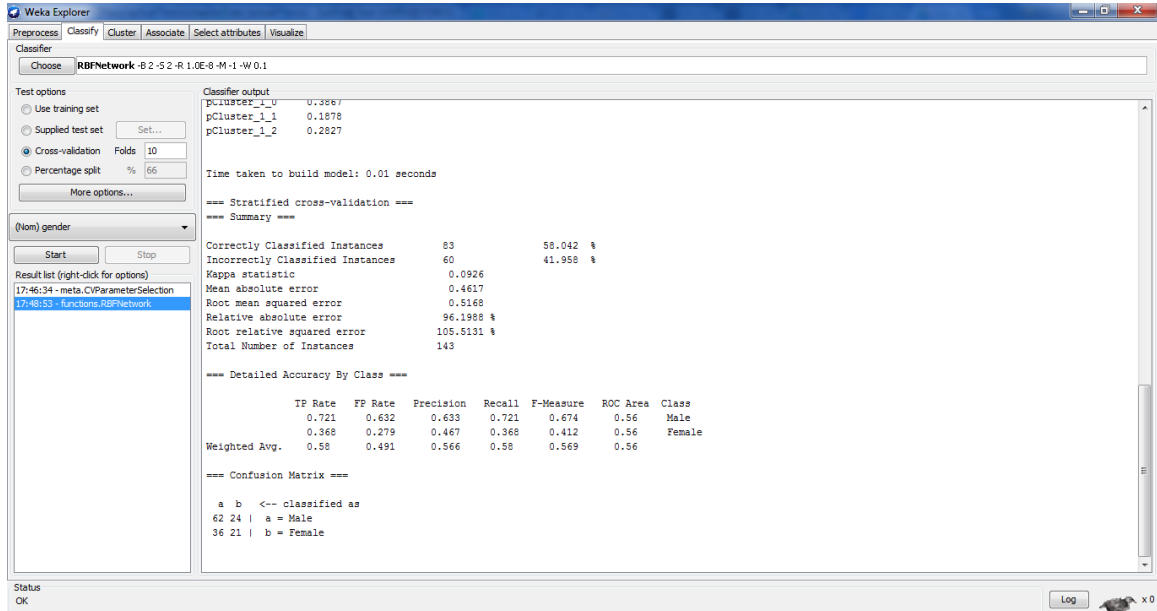 Weka Explorer
Preprocess Classify Cluster Associate Select attributes Visualize
Classifier
Choose RBFNetwork -B 2 -S 2 -R 1.0E-8 -M -1 -W 0.1
Test options
Use training set
Supplied test set Set...
Cross-validation Folds 10
Percentage split % 66
More options...
(Nom) gender
Start Stop
Result list (right-click for options)
17:46:34 - meta.CVParameterSelection
17:48:53 - functions.RBFNetwork
Classifier output
pCluster_1_0 0.3867
pCluster_1_1 0.1878
pCluster_1_2 0.2827
Time taken to build model: 0.01 seconds
=== Stratified cross-validation ===
=== Summary ===
Correctly Classified Instances 83 58.042 %
Incorrectly Classified Instances 60 41.958 %
Kappa statistic 0.0926
Mean absolute error 0.4617
Root mean squared error 0.5168
Relative absolute error 96.1988 %
Root relative squared error 105.5131 %
Total Number of Instances 143
=== Detailed Accuracy By Class ===
TP Rate FP Rate Precision Recall F-Measure ROC Area Class
0.721 0.632 0.633 0.721 0.674 0.56 Male
0.368 0.279 0.467 0.368 0.412 0.56 Female
Weighted Avg. 0.58 0.491 0.566 0.58 0.569 0.56
=== Confusion Matrix ===
a b <-- classified as
62 24 | a = Male
36 21 | b = Female
Status
OK
Log x 0